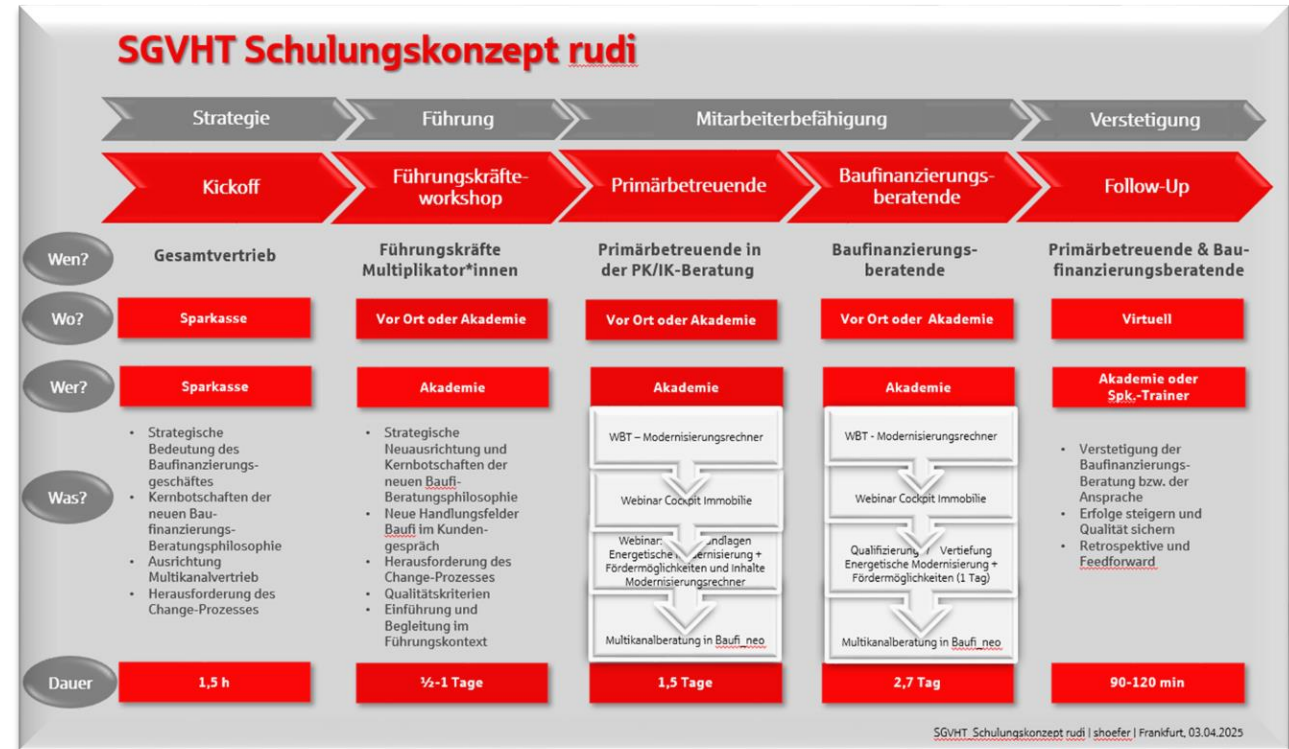 SGVHT Schulungskonzept rudi
Strategie
Führung
Mitarbeiterbefähigung
Verstetigung
Kickoff
Führungskräfte-
workshop
Primärbetreuende
Baufinanzierungs-
beratende
Follow-Up
Wen?
Gesamtvertrieb
Führungskräfte
Multiplikator*innen
Primärbetreuende in
der PK/IK-Beratung
Baufinanzierungs-
beratende
Primärbetreuende & Bau-
finanzierungsberatende
Wo?
Sparkasse
Vor Ort oder Akademie
Vor Ort oder Akademie
Vor Ort oder Akademie
Virtuell
Wer?
Sparkasse
Akademie
Akademie
Akademie
Akademie oder
Spk.-Trainer
Was?
• Strategische
Bedeutung des
Baufinanzierungs-
geschäftes
• Kernbotschaften der
neuen Bau-
finanzierungs-
Beratungsphilosophie
• Ausrichtung
Multikanalvertrieb
• Herausforderung des
Change-Prozesses
• Strategische
Neuausrichtung und
Kernbotschaften der
neuen Baufi-
Beratungsphilosophie
• Neue Handlungsfelder
Baufi im Kunden-
gespräch
• Herausforderung des
Change-Prozesses
• Qualitätskriterien
• Einführung und
Begleitung im
Führungskontext
WBT – Modernisierungsrechner
Webinar Cockpit Immobilie
Webinar: ndlagen
Energetische Modernisierung +
Fördermöglichkeiten und Inhalte
Modernisierungsrechner
Multikanalberatung in Baufi_neo
WBT - Modernisierungsrechner
Webinar Cockpit Immobilie
Qualifizierung / Vertiefung
Energetische Modernisierung +
Fördermöglichkeiten (1 Tag)
Multikanalberatung in Baufi_neo
• Verstetigung der
Baufinanzierungs-
Beratung bzw. der
Ansprache
• Erfolge steigern und
Qualität sichern
• Retrospektive und
Feedforward
Dauer
1,5 h
½-1 Tage
1,5 Tage
2,7 Tag
90-120 min
SGVHT_Schulungskonzept rudi | shoefer | Frankfurt, 03.04.2025